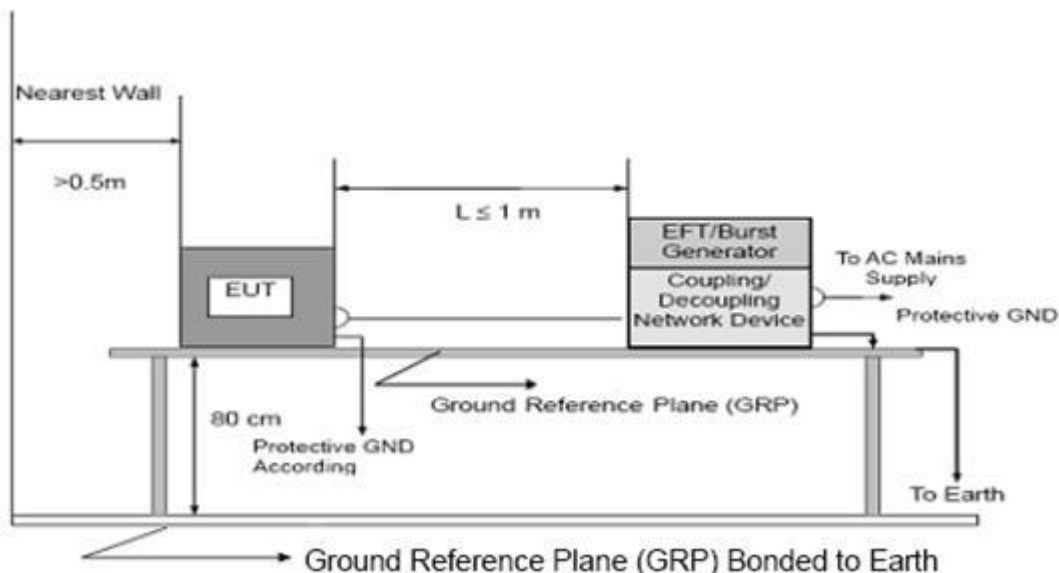 Nearest Wall
>0.5m
L ≤ 1 m
EUT
EFT/Burst
Generator
Coupling/
Decoupling
Network Device
To AC Mains
Supply
Protective GND
Ground Reference Plane (GRP)
80 cm
Protective GND
According
To Earth
Ground Reference Plane (GRP) Bonded to Earth